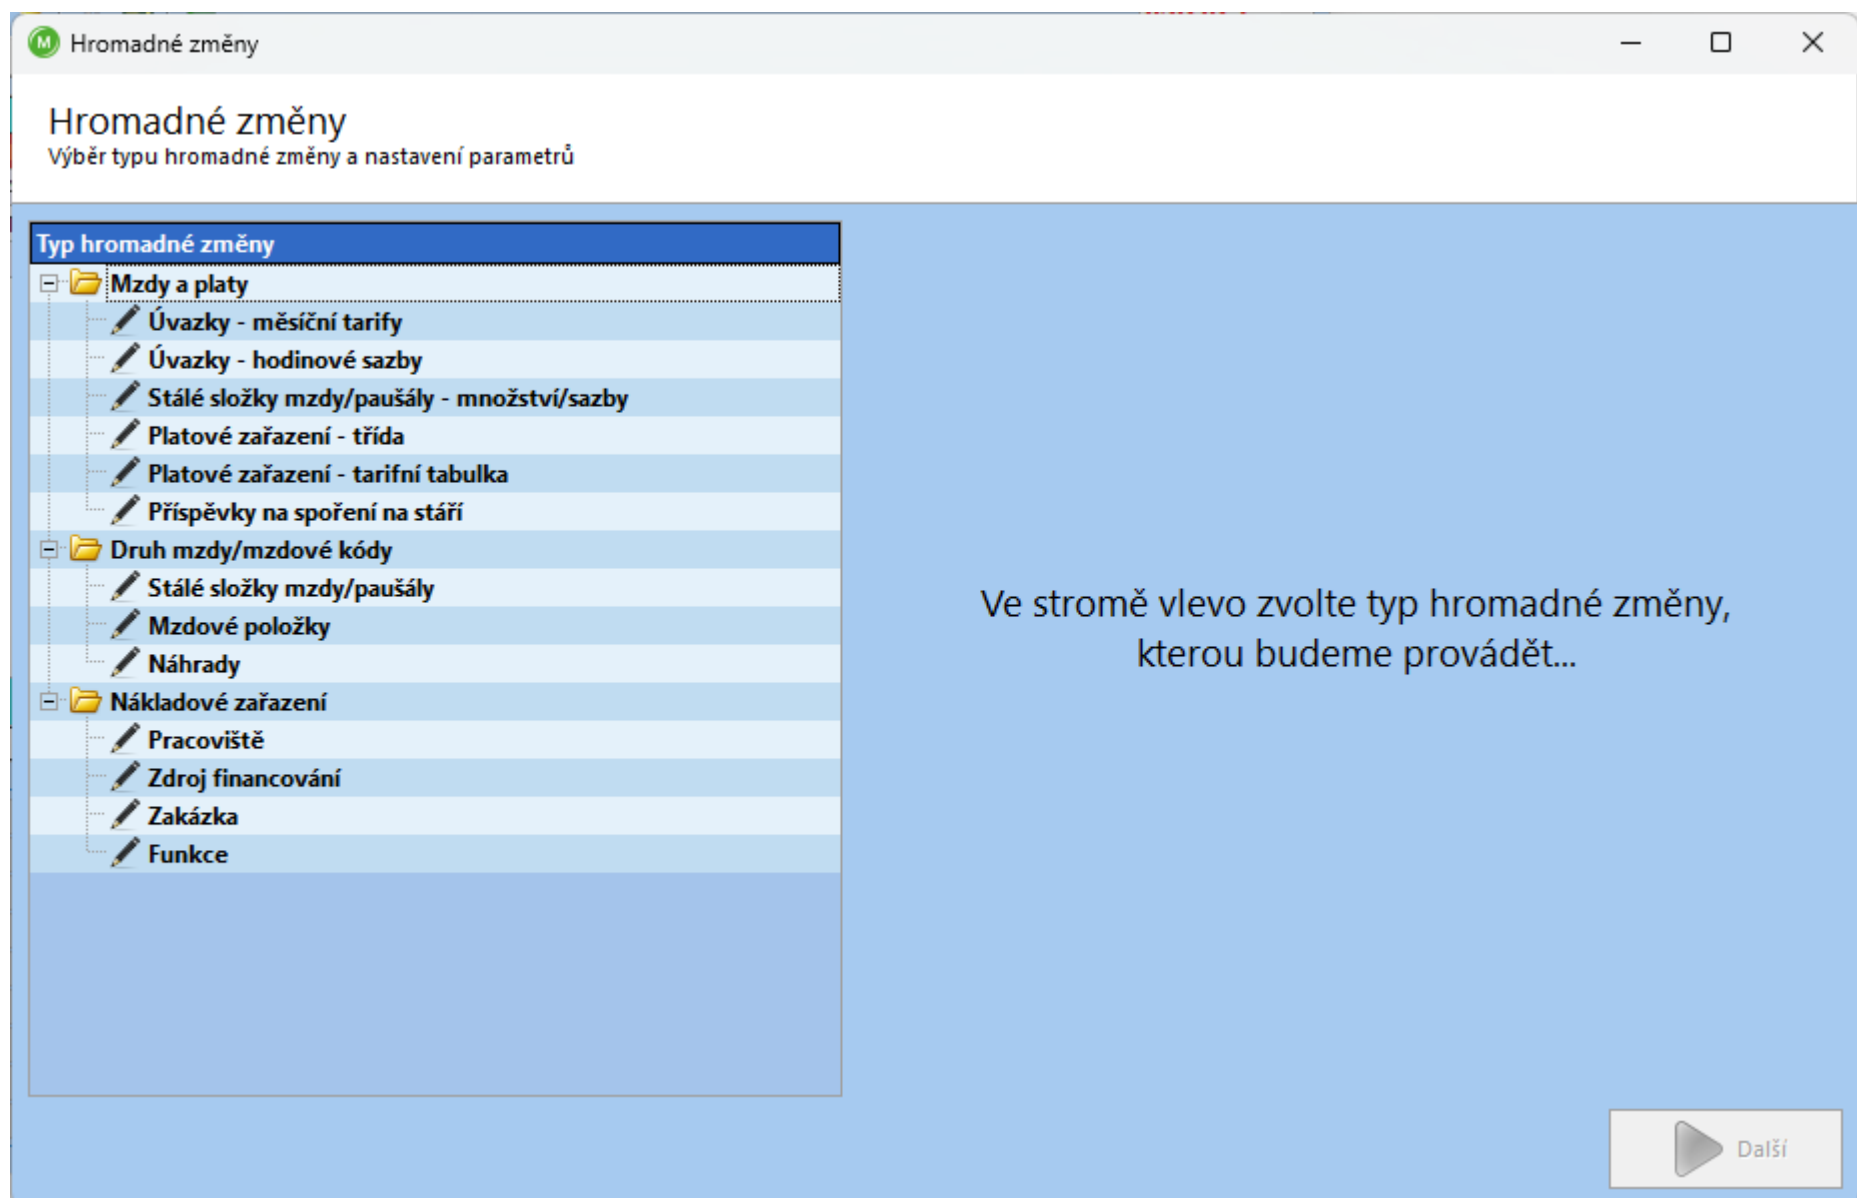 Hromadné změny
Hromadné změny
Výběr typu hromadné změny a nastavení parametrů
Typ hromadné změny
Mzdy a platy
Úvazky - měsíční tarify
Úvazky - hodinové sazby
Stálé složky mzdy/paušály - množství/sazby
Platové zařazení - třída
Platové zařazení - tarifní tabulka
Příspěvky na spoření na stáří
Druh mzdy/mzdové kódy
Stálé složky mzdy/paušály
Mzdové položky
Náhrady
Nákladové zařazení
Pracoviště
Zdroj financování
Zakázka
Funkce
Ve stromě vlevo zvolte typ hromadné změny,
kterou budeme provádět...
Další